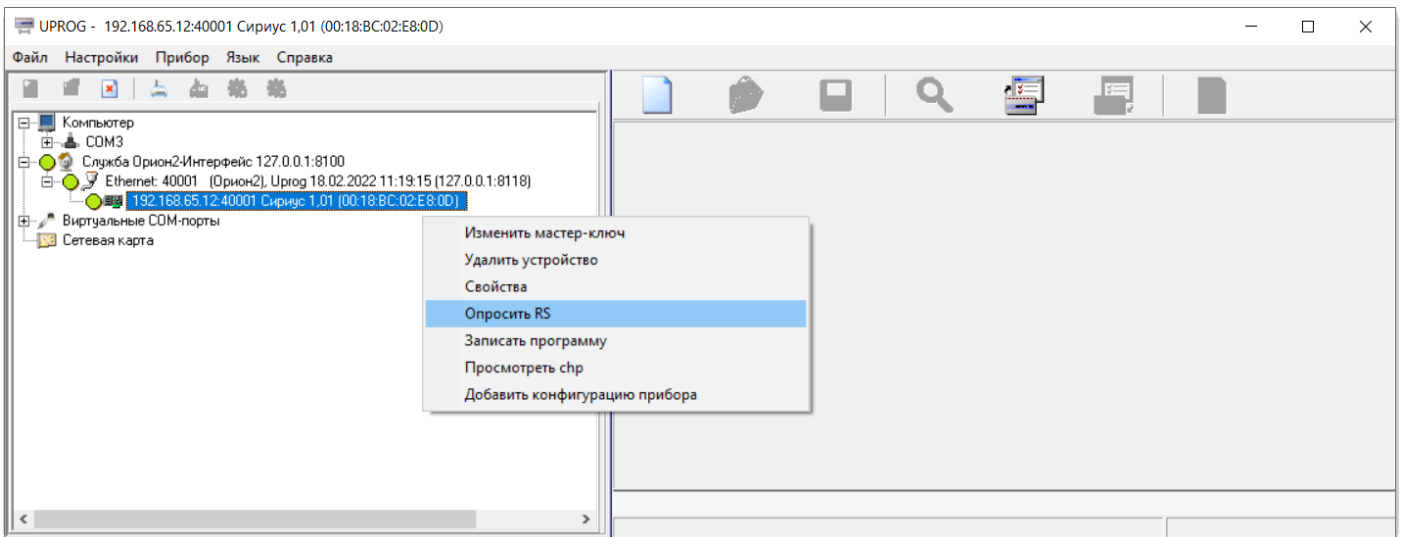 UPROG - 192.168.65.12:40001 Сириус 1,01 (00:18:BC:02:E8:0D)
Файл Настройки Прибор Язык Справка
Компьютер
COM3
Служба Орион2-Интерфейс 127.0.0.1:8100
Ethernet: 40001 (Орион2), Uprog 18.02.2022 11:19:15 (127.0.0.1:8118)
192.168.65.12:40001 Сириус 1,01 (00:18:BC:02:E8:0D)
Виртуальные COM-порты
Сетевая карта
Изменить мастер-ключ
Удалить устройство
Свойства
Опросить RS
Записать программу
Просмотреть chp
Добавить конфигурацию прибора